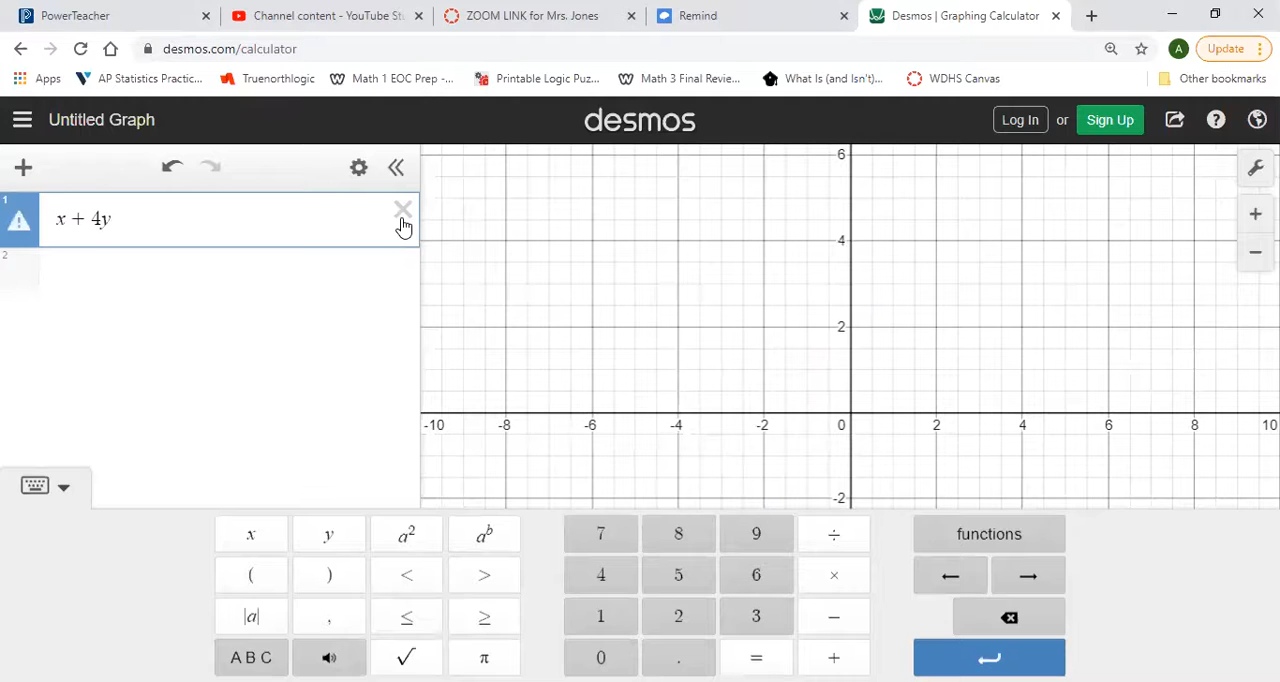 PowerTeacher
Channel content - YouTube St
ZOOM LINK for Mrs. Jones
Remind
Desmos | Graphing Calculator
desmos.com/calculator
A
Update
Apps
AP Statistics Practic...
Truenorthlogic
Math 1 EOC Prep -...
Printable Logic Puz...
Math 3 Final Revie...
What Is (and Isn't)...
WDHS Canvas
Other bookmarks
Untitled Graph
desmos
Log In or Sign Up
1
x + 4y
2
6
4
2
-10 -8 -6 -4 -2 0 2 4 6 8 10
-2
x y a² aᵇ 7 8 9 ÷ functions
( ) < > 4 5 6 × ← →
|a| , ≤ ≥ 1 2 3 −
A B C √ π 0 . = +